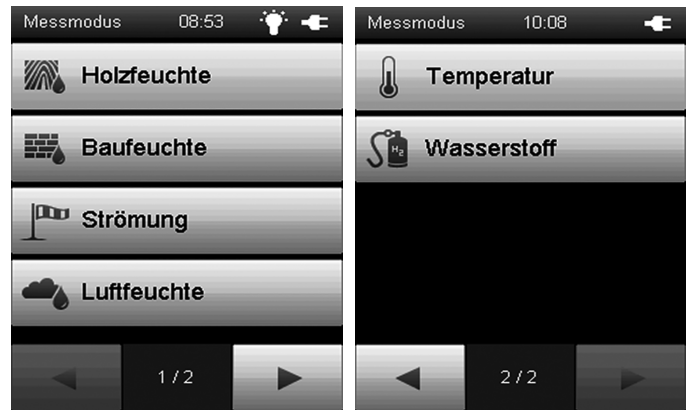 Messmodus 08:53
Holzfeuchte
Baufeuchte
Strömung
Luftfeuchte
1 / 2
Messmodus 10:08
Temperatur
H2
Wasserstoff
2 / 2